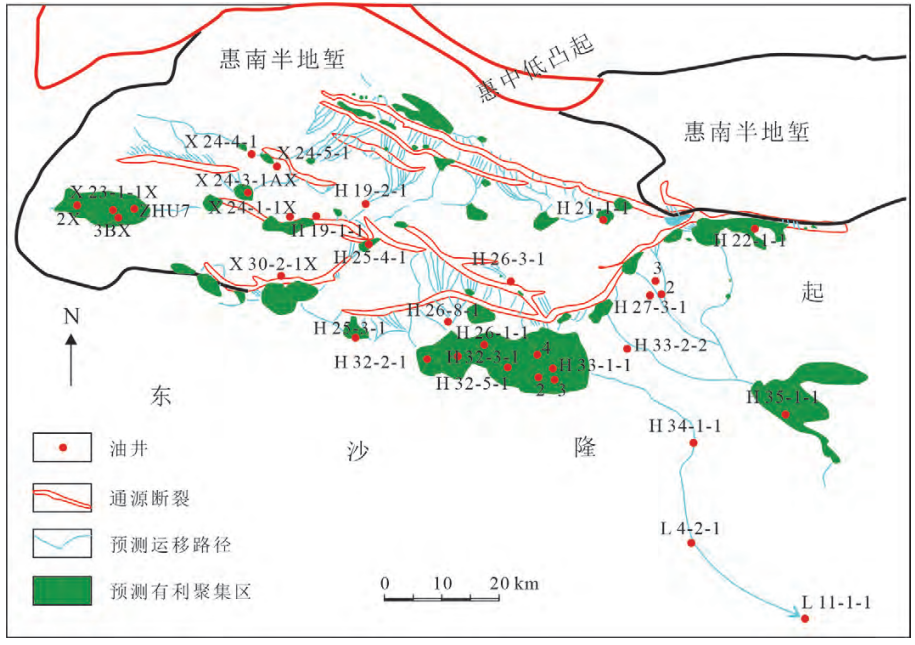 惠中低凸起
惠南半地堑
惠南半地堑
X 24-4-1
X 24-5-1
X 24-3-1AX
X 23-1-1X
H 19-2-1
ZHU7
2X
3BX
X 24-1-1X
H 19-1-1
H 21-1-1
H 22-1-1
H 25-4-1
X 30-2-1X
H 26-3-1
3
2
H 27-3-1
起
N
H 26-8-1
H 25-3-1
H 26-1-1
H 33-2-2
4
H 32-2-1
H 32-3-1
H 33-1-1
H 32-5-1
2
3
东
H 35-1-1
H 34-1-1
沙
隆
油井
通源断裂
L 4-2-1
预测运移路径
预测有利聚集区
0 10 20 km
L 11-1-1